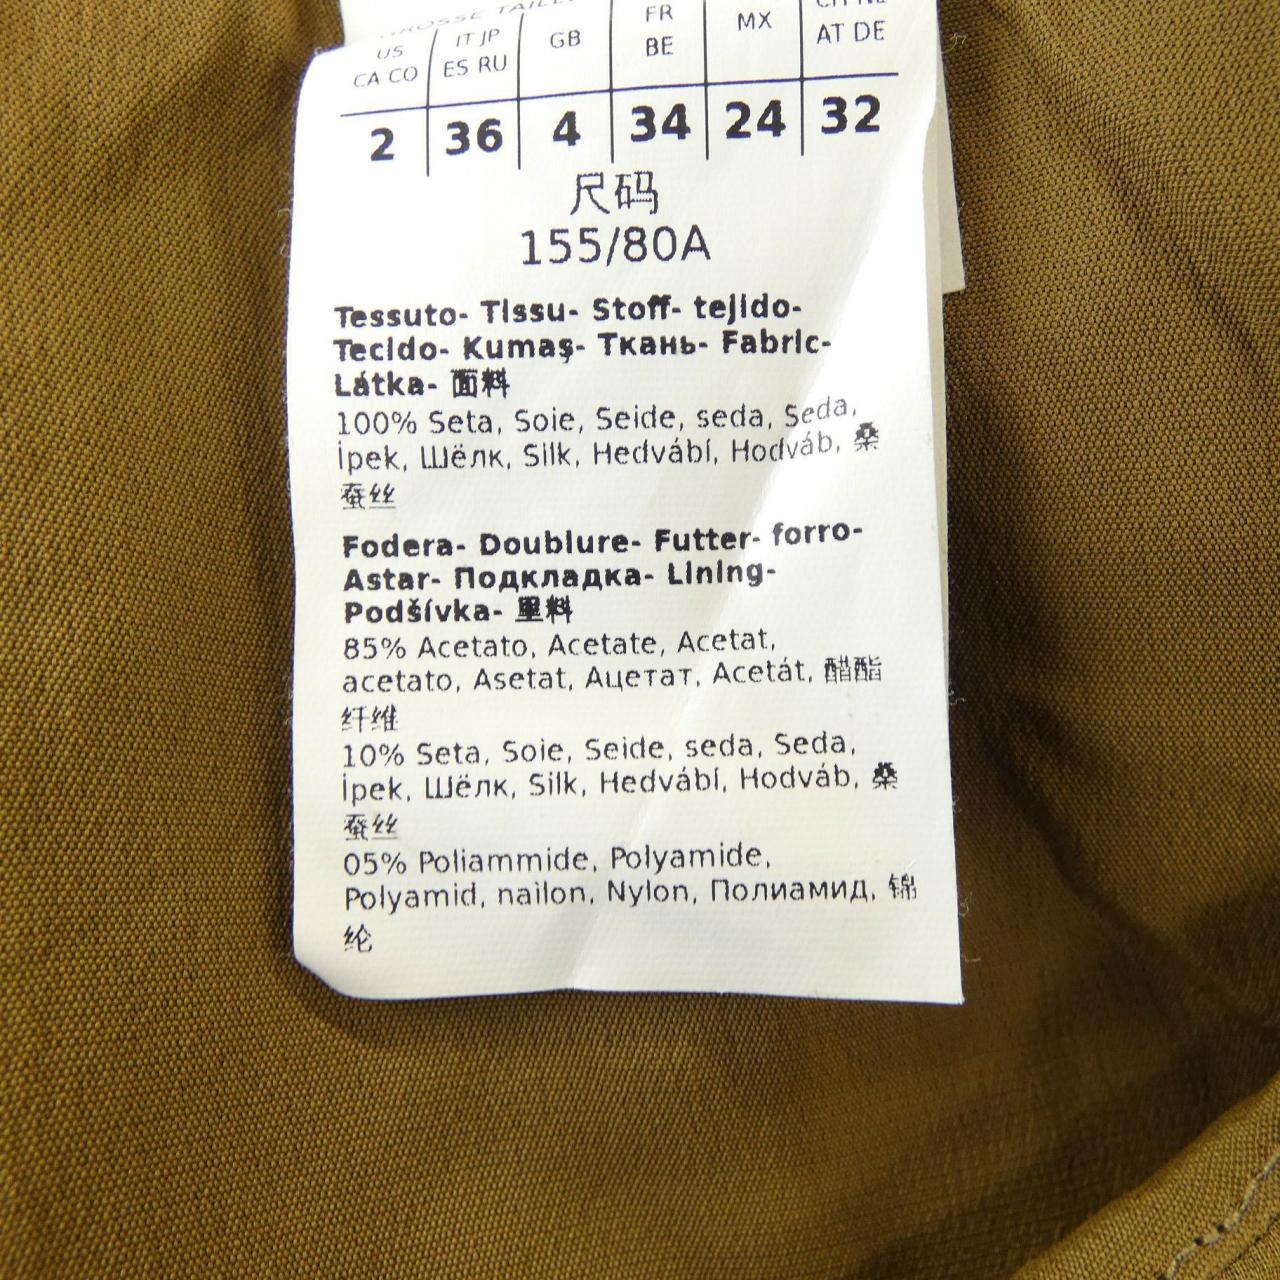 GROSSE TAILLE
US IT JP GB FR MX CH NL
CA CO ES RU BE AT DE
2 36 4 34 24 32
尺码
155/80A
Tessuto- Tissu- Stoff- tejido-
Tecido- Kumaş- Ткань- Fabric-
Látka- 面料
100% Seta, Soie, Seide, seda, Seda,
İpek, Шёлк, Silk, Hedvábí, Hodváb, 桑
蚕丝
Fodera- Doublure- Futter- forro-
Astar- Подкладка- Lining-
Podšívka- 里料
85% Acetato, Acetate, Acetat,
acetato, Asetat, Ацетат, Acetát, 醋酯
纤维
10% Seta, Soie, Seide, seda, Seda,
İpek, Шёлк, Silk, Hedvábí, Hodváb, 桑
蚕丝
05% Poliammide, Polyamide,
Polyamid, nailon, Nylon, Полиамид, 锦
纶